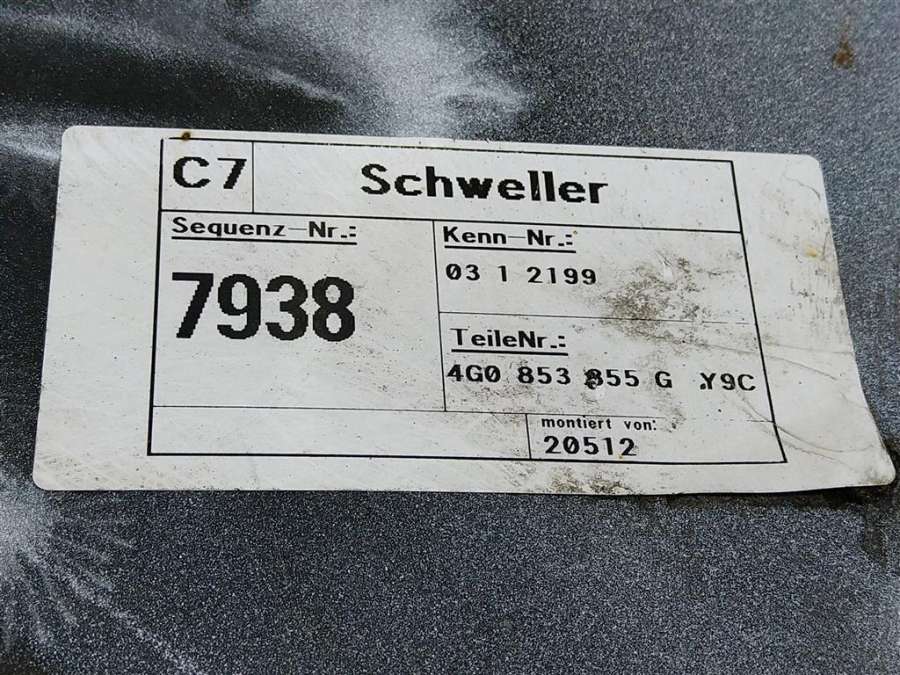 C7 Schweller
Sequenz-Nr.:
7938
Kenn-Nr.:
03 1 2199
TeileNr.:
4G0 853 855 G Y9C
montiert von:
20512